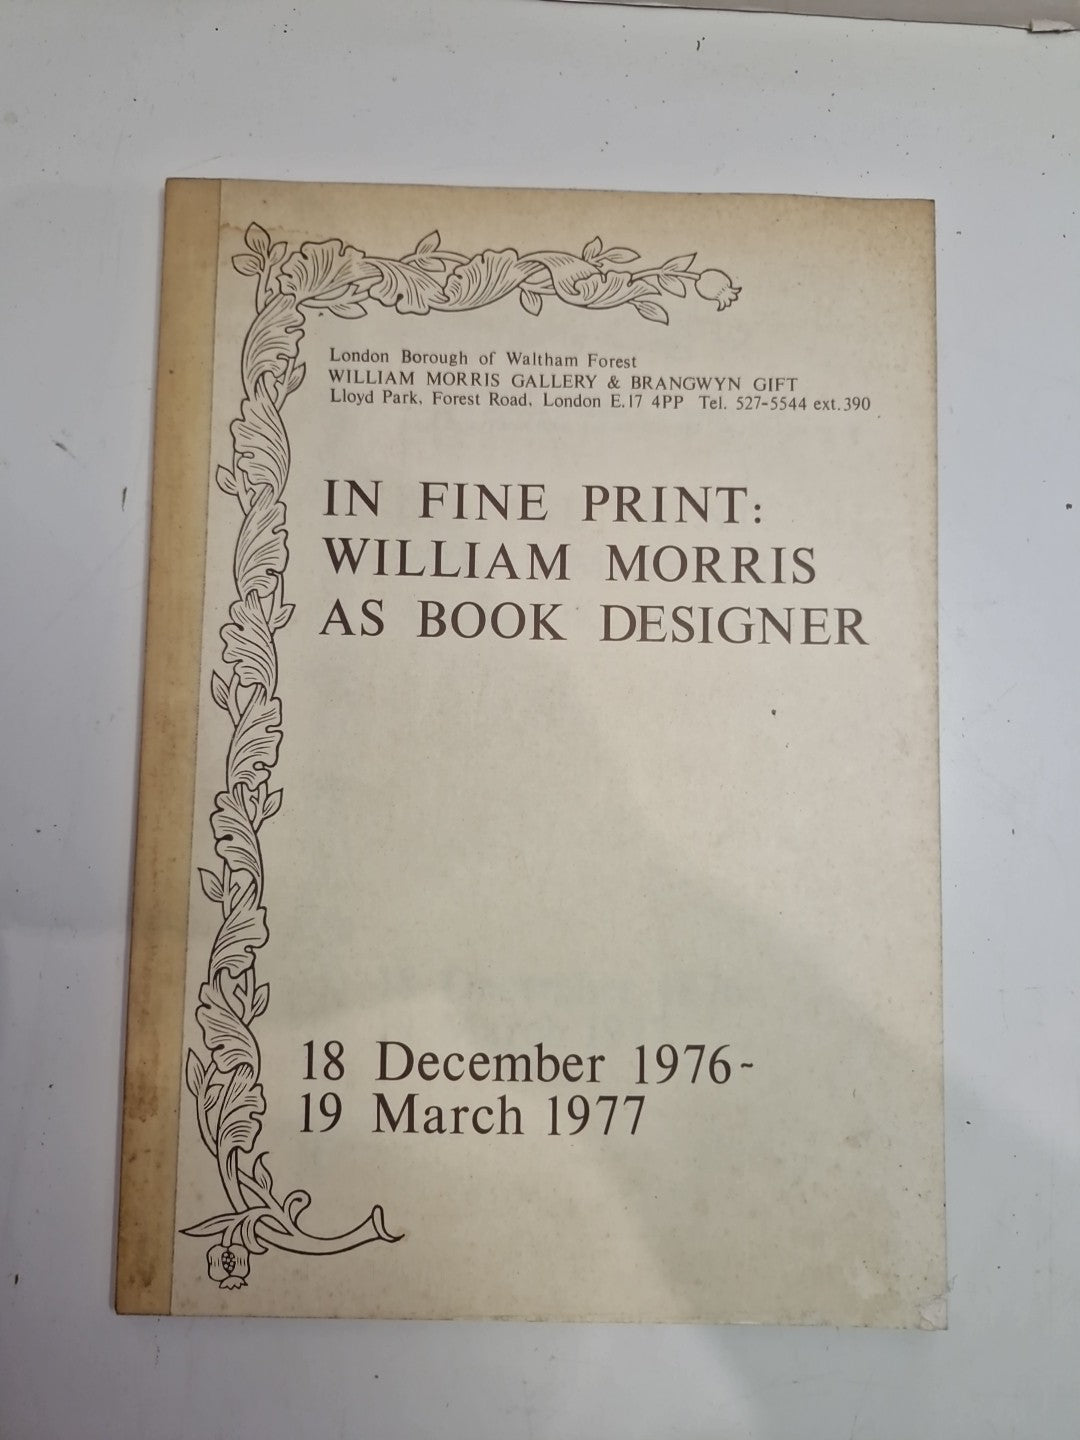 London Borough of Waltham Forest
WILLIAM MORRIS GALLERY & BRANGWYN GIFT
Lloyd Park, Forest Road, London E.17 4PP Tel. 527-5544 ext.390
IN FINE PRINT:
WILLIAM MORRIS
AS BOOK DESIGNER
18 December 1976-
19 March 1977